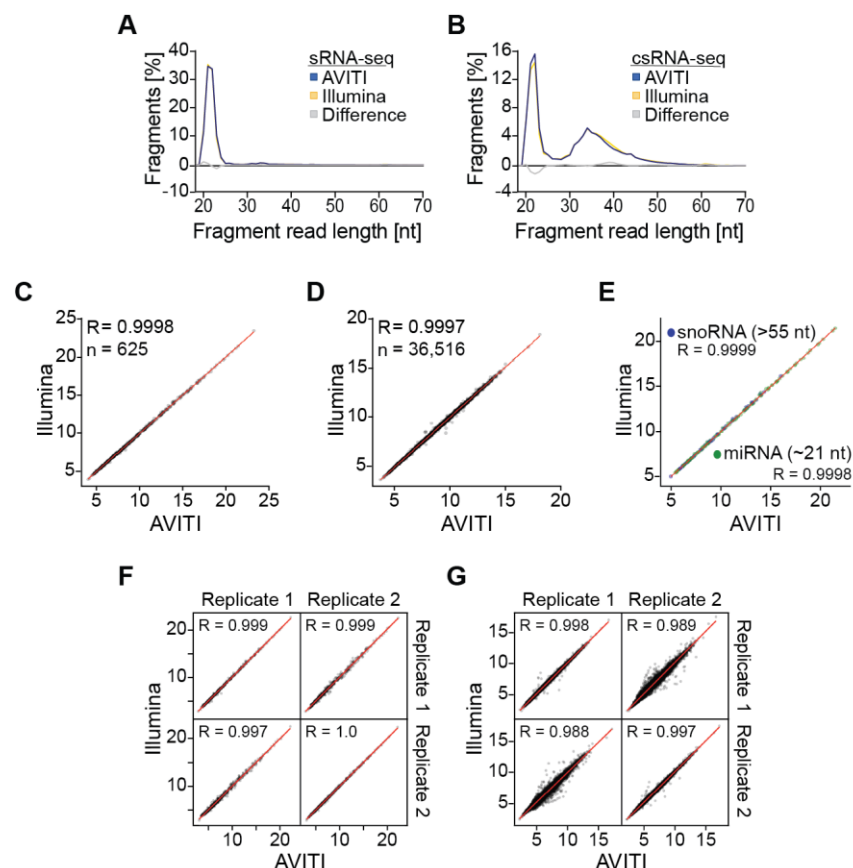 A
B
sRNA-seq
AVITI
Illumina
Difference
Fragments [%]
40
30
20
10
0
-10
20 30 40 50 60 70
Fragment read length [nt]
csRNA-seq
AVITI
Illumina
Difference
Fragments [%]
16
12
8
4
0
-4
20 30 40 50 60 70
Fragment read length [nt]
C
D
E
R= 0.9998
n = 625
Illumina
25
20
15
10
5
5 10 15 20 25
AVITI
R= 0.9997
n = 36,516
Illumina
20
15
10
5
5 10 15 20
AVITI
snoRNA (>55 nt)
R = 0.9999
miRNA (~21 nt)
R = 0.9998
Illumina
20
15
10
5
5 10 15 20
AVITI
F
G
Replicate 1 Replicate 2
R = 0.999
R = 0.999
Replicate 1
R = 0.997
R = 1.0
Replicate 2
Illumina
20
10
20
10
10 20 10 20
AVITI
Replicate 1 Replicate 2
R = 0.998
R = 0.989
Replicate 1
R = 0.988
R = 0.997
Replicate 2
Illumina
15
10
5
15
10
5
5 10 15 5 10 15
AVITI